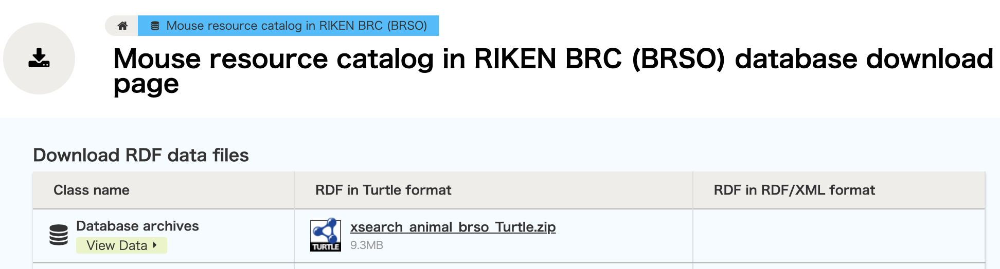 Mouse resource catalog in RIKEN BRC (BRSO)
Mouse resource catalog in RIKEN BRC (BRSO) database download
page
Download RDF data files
Class name
RDF in Turtle format
RDF in RDF/XML format
Database archives
View Data
TURTLE
xsearch_animal_brso_Turtle.zip
9.3MB